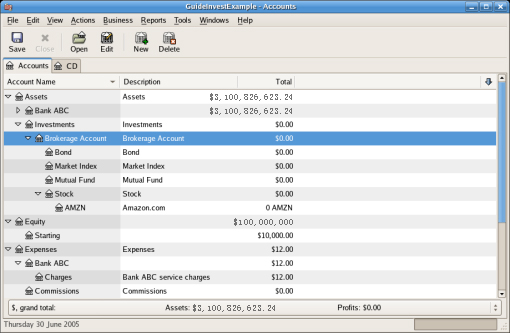 GuideInvestExample - Accounts
File Edit View Actions Business Reports Tools Windows Help
Save Close Open Edit New Delete
Accounts CD
Account Name Description Total
Assets Assets $3,100,826,623.24
Bank ABC $3,100,826,623.24
Investments Investments $0.00
Brokerage Account Brokerage Account $0.00
Bond Bond $0.00
Market Index Market Index $0.00
Mutual Fund Mutual Fund $0.00
Stock Stock $0.00
AMZN Amazon.com 0 AMZN
Equity $100,000,000
Starting $10,000.00
Expenses Expenses $12.00
Bank ABC $12.00
Charges Bank ABC service charges $12.00
Commissions Commissions $0.00
$, grand total: Assets: $3,100,826,623.24 Profits: $0.00
Thursday 30 June 2005